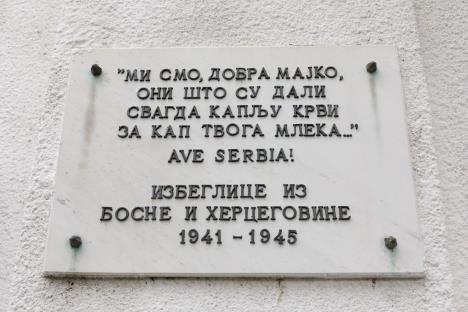 "МИ СМО, ДОБРА МАЈКО,
ОНИ ШТО СУ ДАЛИ
СВАГДА КАПЉУ КРВИ
ЗА КАП ТВОГА МЛЕКА..."
AVE SERBIA!
ИЗБЕГЛИЦЕ ИЗ
БОСНЕ И ХЕРЦЕГОВИНЕ
1941 - 1945